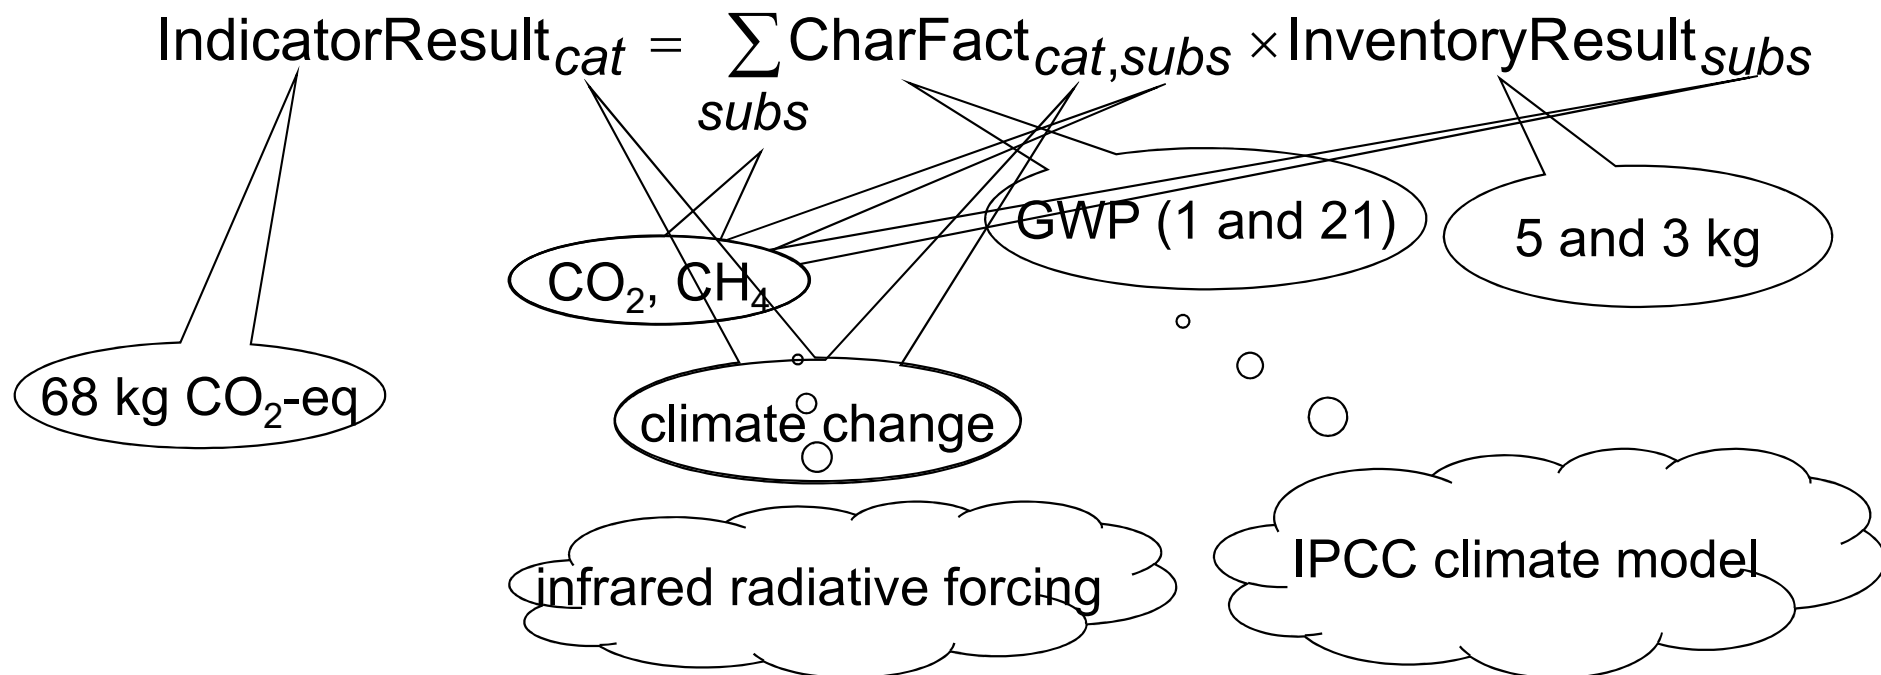 IndicatorResult_cat = ∑ CharFact_cat,subs × InventoryResult_subs
subs
GWP (1 and 21)
5 and 3 kg
CO₂, CH₄
68 kg CO₂-eq
climate change
IPCC climate model
infrared radiative forcing